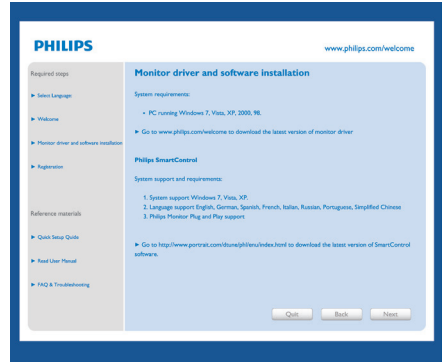 PHILIPS
www.philips.com/welcome
Required steps
Select Language
Welcome
Monitor driver and software installation
Registration
Reference materials
Quick Setup Quide
Read User Manual
FAQ & Troubleshooting
Monitor driver and software installation
System requirements:
• PC running Windows 7, Vista, XP, 2000, 98.
Go to www.philips.com/welcome to download the latest version of monitor driver
Philips SmartControl
System support and requirements:
1. System support Windows 7, Vista, XP.
2. Language support English, German, Spanish, French, Italian, Russian, Portuguese, Simplified Chinese
3. Philips Monitor Plug and Play support
Go to http://www.portrait.com/dtune/phl/enu/index.html to download the latest version of SmartControl
software.
Quit
Back
Next